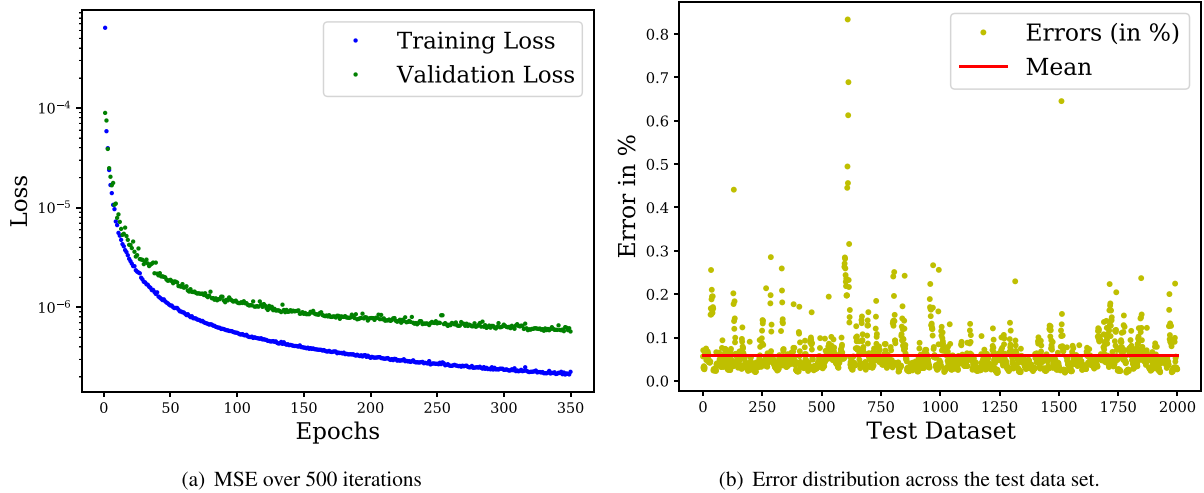 Training Loss
Validation Loss
10⁻⁴
10⁻⁵
10⁻⁶
Loss
0 50 100 150 200 250 300 350
Epochs
(a) MSE over 500 iterations
Errors (in %)
Mean
0.8
0.7
0.6
0.5
0.4
0.3
0.2
0.1
0.0
Error in %
0 250 500 750 1000 1250 1500 1750 2000
Test Dataset
(b) Error distribution across the test data set.